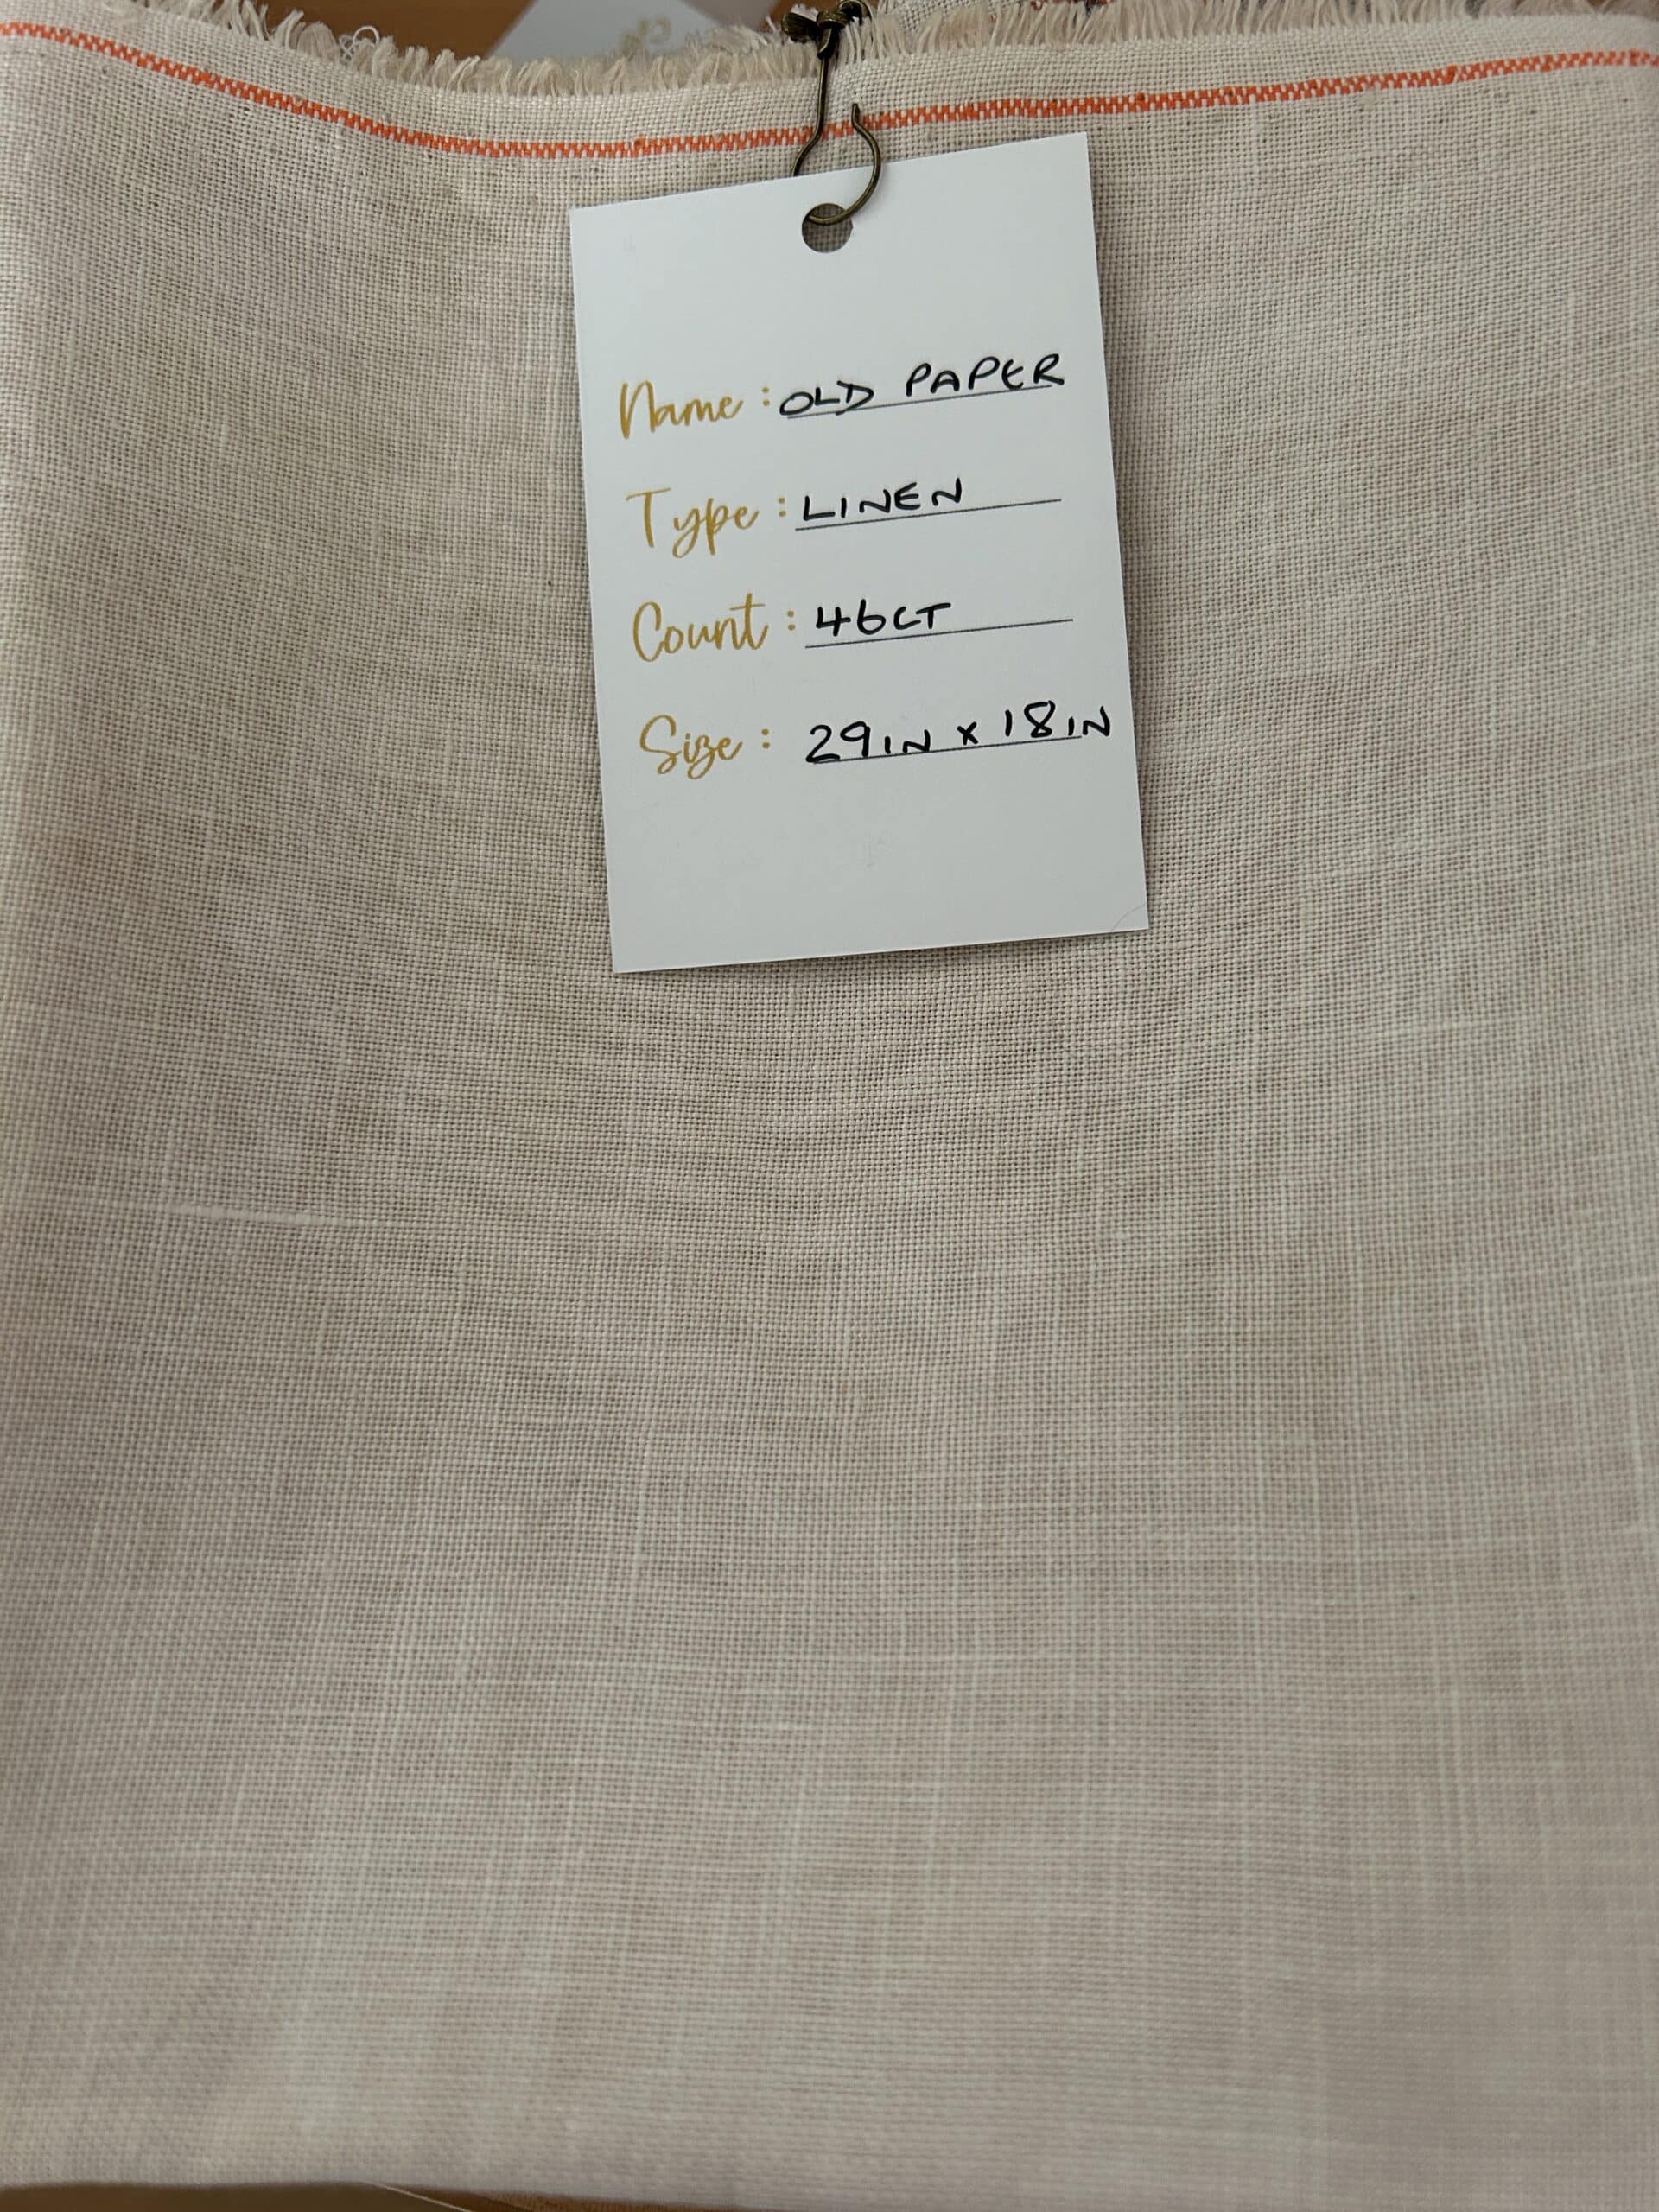 Name : OLD PAPER
Type : LINEN
Count : 46CT
Size : 29IN x 18IN